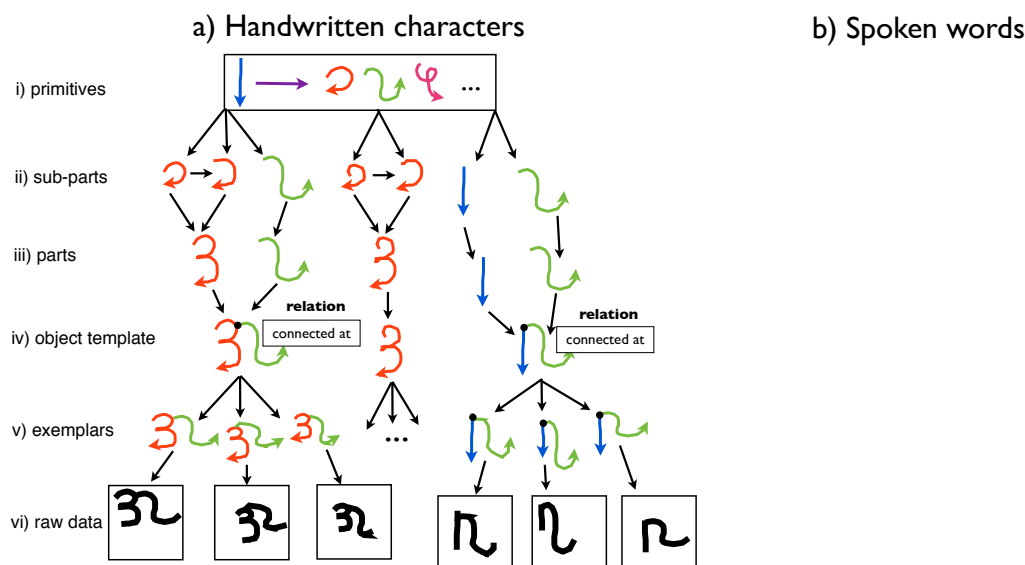 a) Handwritten characters
b) Spoken words
i) primitives
...
ii) sub-parts
iii) parts
relation
connected at
relation
connected at
iv) object template
v) exemplars
...
vi) raw data